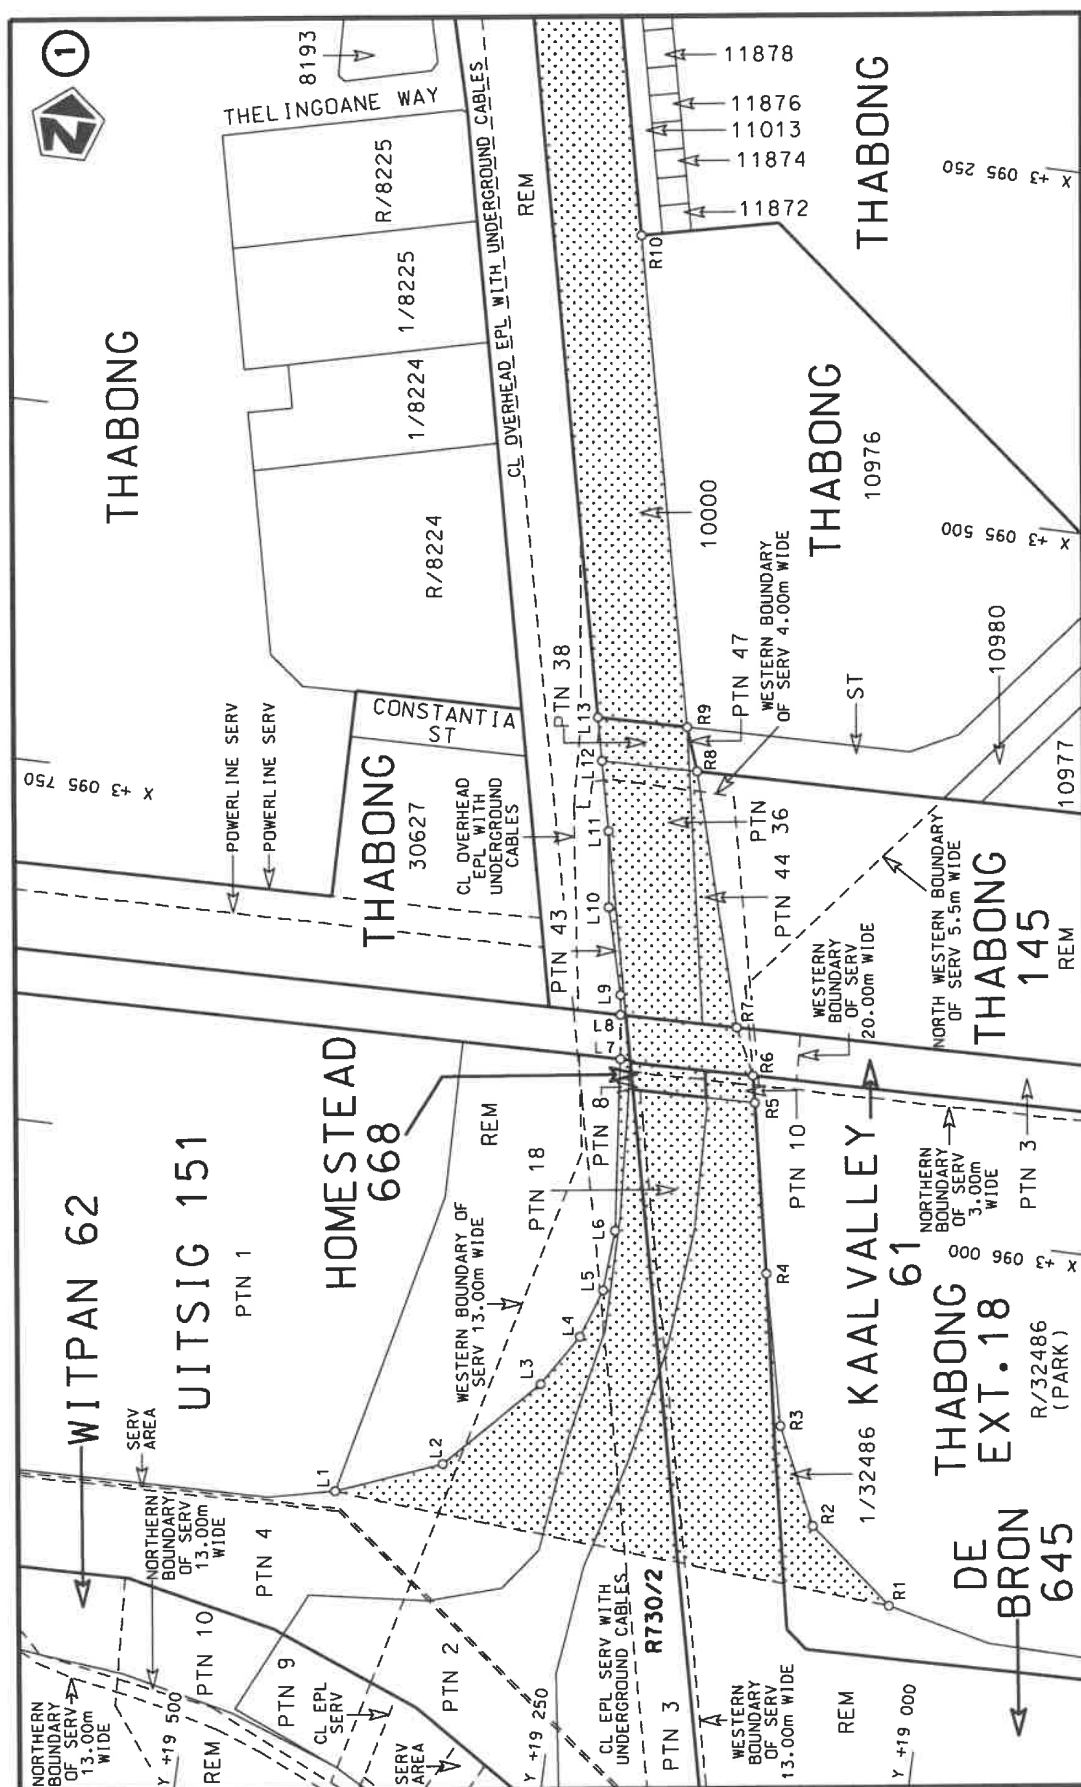 N
1
8193
THELINGOANE WAY
R/8225
1/8225
1/8224
R/8224
THABONG
CL OVERHEAD EPL WITH UNDERGROUND CABLES
REM
11878
11876
11013
11874
11872
THABONG
X +3 095 250
R10
THABONG
10976
10000
X +3 095 500
CONSTANTIA
ST
PTN 38
L13
L12
L11
L10
L9
L8
L7
PTN 47
WESTERN BOUNDARY
OF SERV 4.00m WIDE
R9
R8
ST
10980
10977
X +3 095 750
POWERLINE SERV
POWERLINE SERV
THABONG
30627
CL OVERHEAD
EPL WITH
UNDERGROUND
CABLES
PTN 43
PTN
36
PTN 44
R7
R6
R5
WESTERN
BOUNDARY
OF SERV
20.00m WIDE
NORTH WESTERN BOUNDARY
OF SERV 5.5m WIDE
THABONG
145
REM
WITPAN 62
UITSIG 151
PTN 1
HOMESTEAD
668
REM
PTN 8
PTN 18
WESTERN BOUNDARY OF
SERV 13.00m WIDE
L6
L5
L4
L3
L2
L1
PTN 10
KAALVALLEY
61
NORTHERN
BOUNDARY
OF SERV
3.00m
WIDE
PTN 3
X +3 096 000
R4
R3
R2
R1
1/32486
THABONG
EXT.18
R/32486
(PARK)
DE
BRON
645
SERV
AREA
NORTHERN
BOUNDARY
OF SERV
13.00m
WIDE
PTN 4
PTN 10
NORTHERN
BOUNDARY
OF SERV
13.00m
WIDE
Y +19 500
REM
PTN 9
CL EPL
SERV
SERV
AREA
PTN 2
Y +19 250
CL EPL SERV WITH
UNDERGROUND CABLES
R730/2
PTN 3
WESTERN
BOUNDARY
OF SERV
13.00m WIDE
REM
Y +19 000